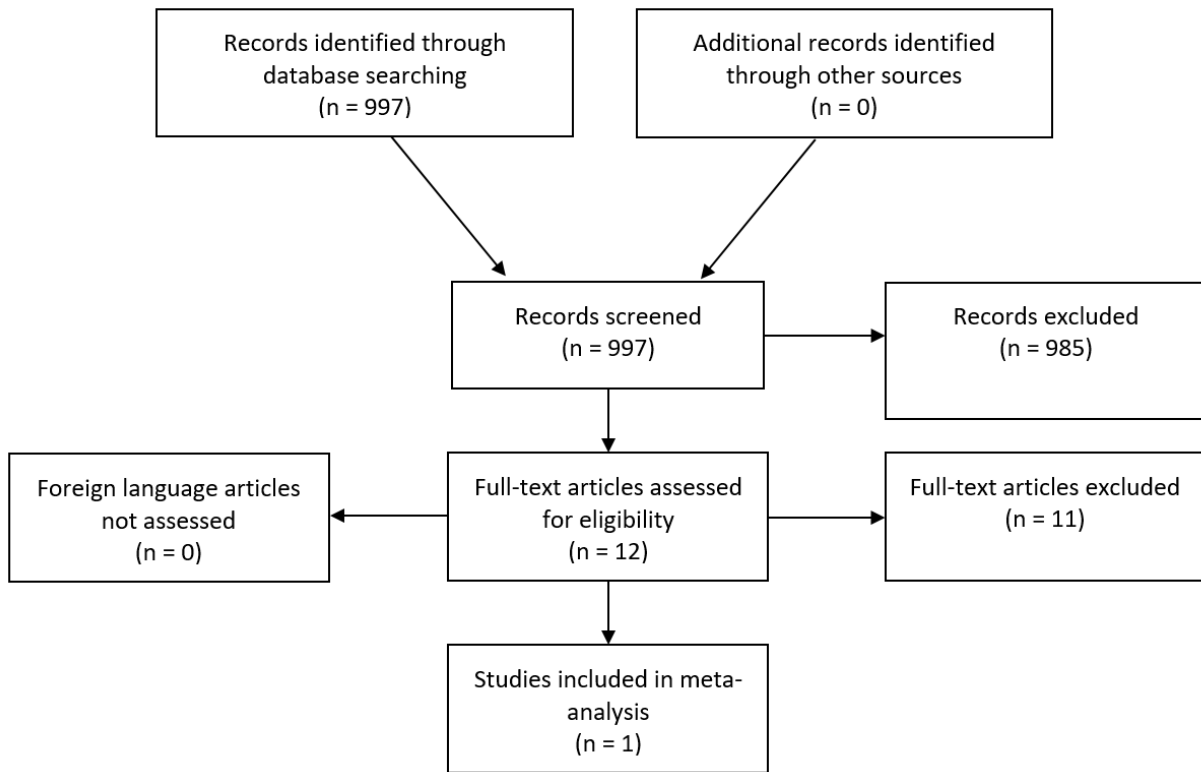 Records identified through
database searching
(n = 997)
Additional records identified
through other sources
(n = 0)
Records screened
(n = 997)
Records excluded
(n = 985)
Foreign language articles
not assessed
(n = 0)
Full-text articles assessed
for eligibility
(n = 12)
Full-text articles excluded
(n = 11)
Studies included in meta-
analysis
(n = 1)